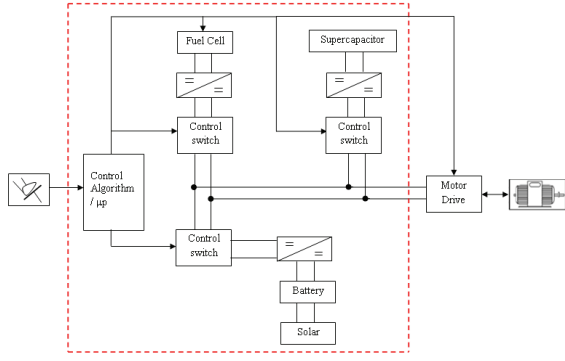 Fuel Cell
Supercapacitor
Control
switch
Control
switch
Control
Algorithm
/ μp
Motor
Drive
Control
switch
Battery
Solar